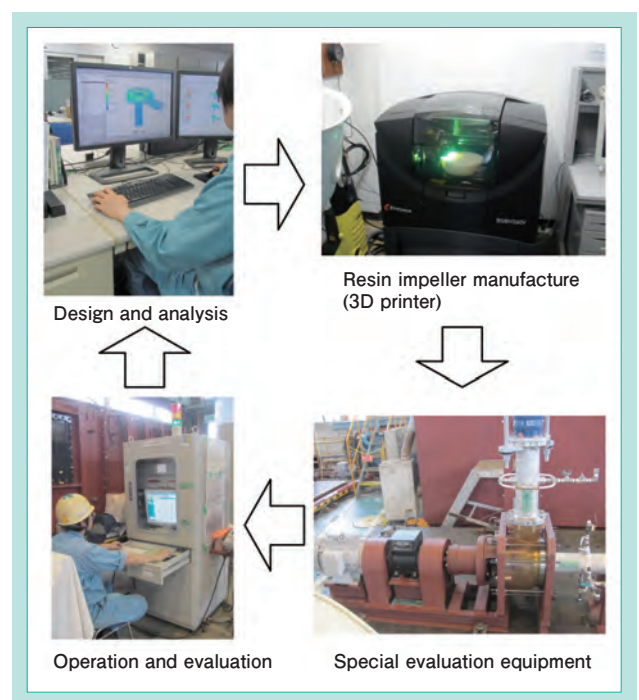 Design and analysis
Resin impeller manufacture
(3D printer)
Operation and evaluation
Special evaluation equipment